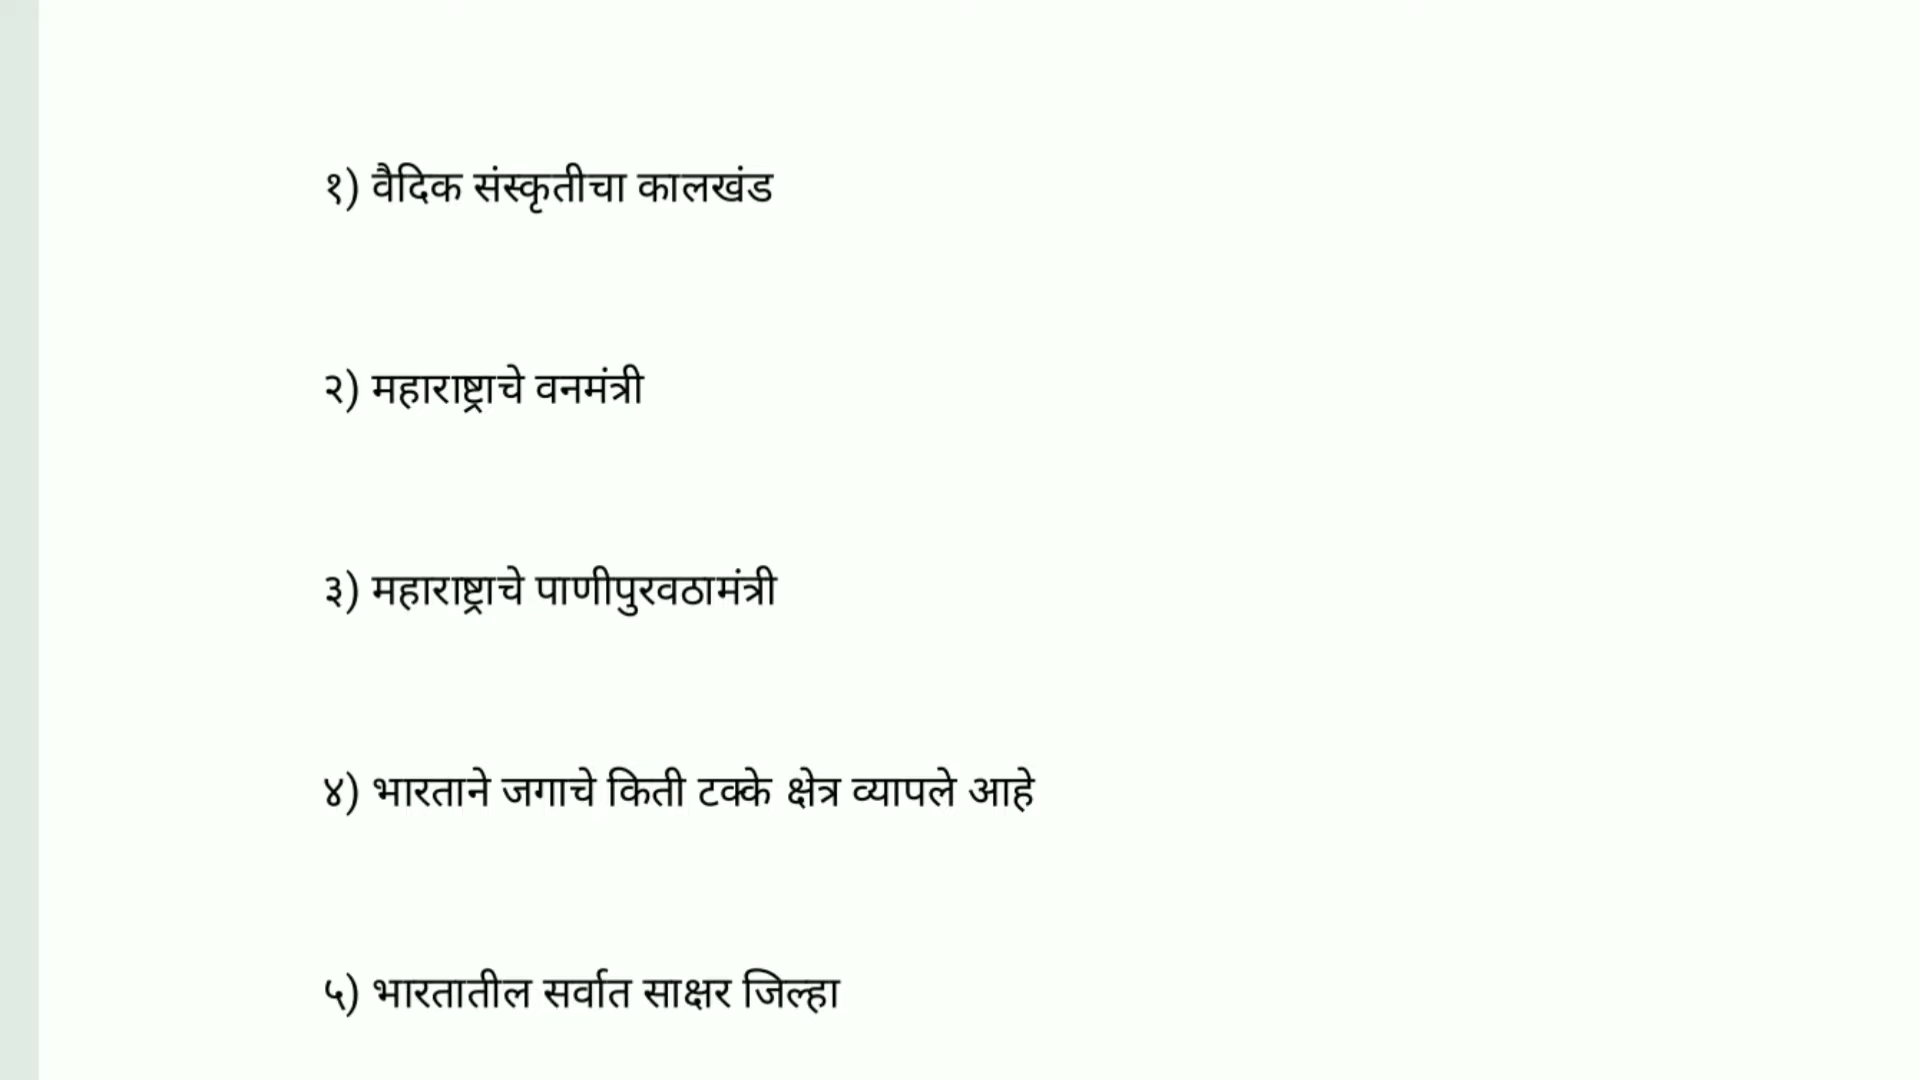 १) वैदिक संस्कृतीचा कालखंड
२) महाराष्ट्राचे वनमंत्री
३) महाराष्ट्राचे पाणीपुरवठामंत्री
४) भारताने जगाचे किती टक्के क्षेत्र व्यापले आहे
५) भारतातील सर्वात साक्षर जिल्हा